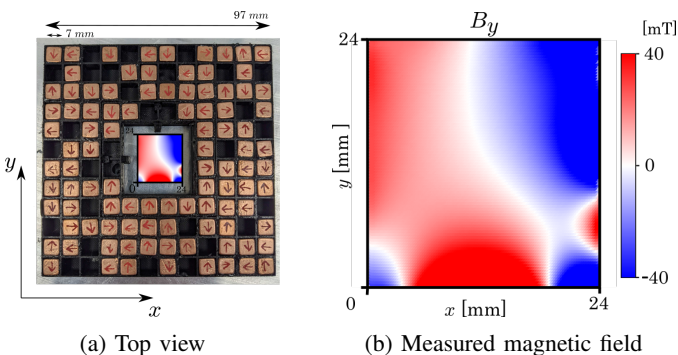 97 mm
7 mm
24
0
24
y
x
(a) Top view
B_y
[mT]
24
40
y [mm]
0
-40
0
x [mm]
24
(b) Measured magnetic field